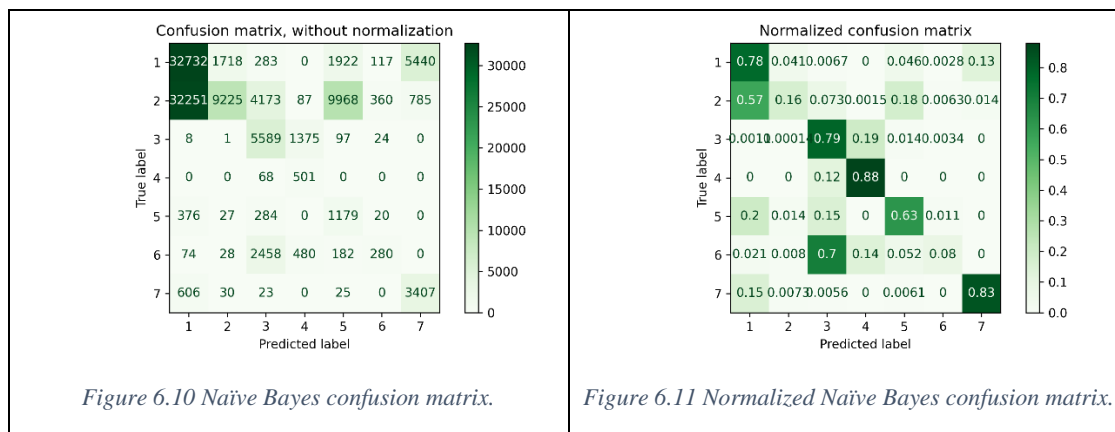 Confusion matrix, without normalization
True label
1 32732 1718 283 0 1922 117 5440
2 32251 9225 4173 87 9968 360 785
3 8 1 5589 1375 97 24 0
4 0 0 68 501 0 0 0
5 376 27 284 0 1179 20 0
6 74 28 2458 480 182 280 0
7 606 30 23 0 25 0 3407
1 2 3 4 5 6 7
Predicted label
30000
25000
20000
15000
10000
5000
0
Figure 6.10 Naïve Bayes confusion matrix.
Normalized confusion matrix
True label
1 0.78 0.041 0.0067 0 0.046 0.0028 0.13
2 0.57 0.16 0.073 0.0015 0.18 0.0063 0.014
3 0.0011 0.00014 0.79 0.19 0.014 0.0034 0
4 0 0 0.12 0.88 0 0 0
5 0.2 0.014 0.15 0 0.63 0.011 0
6 0.021 0.008 0.7 0.14 0.052 0.08 0
7 0.15 0.0073 0.0056 0 0.0061 0 0.83
1 2 3 4 5 6 7
Predicted label
0.8
0.7
0.6
0.5
0.4
0.3
0.2
0.1
0.0
Figure 6.11 Normalized Naïve Bayes confusion matrix.